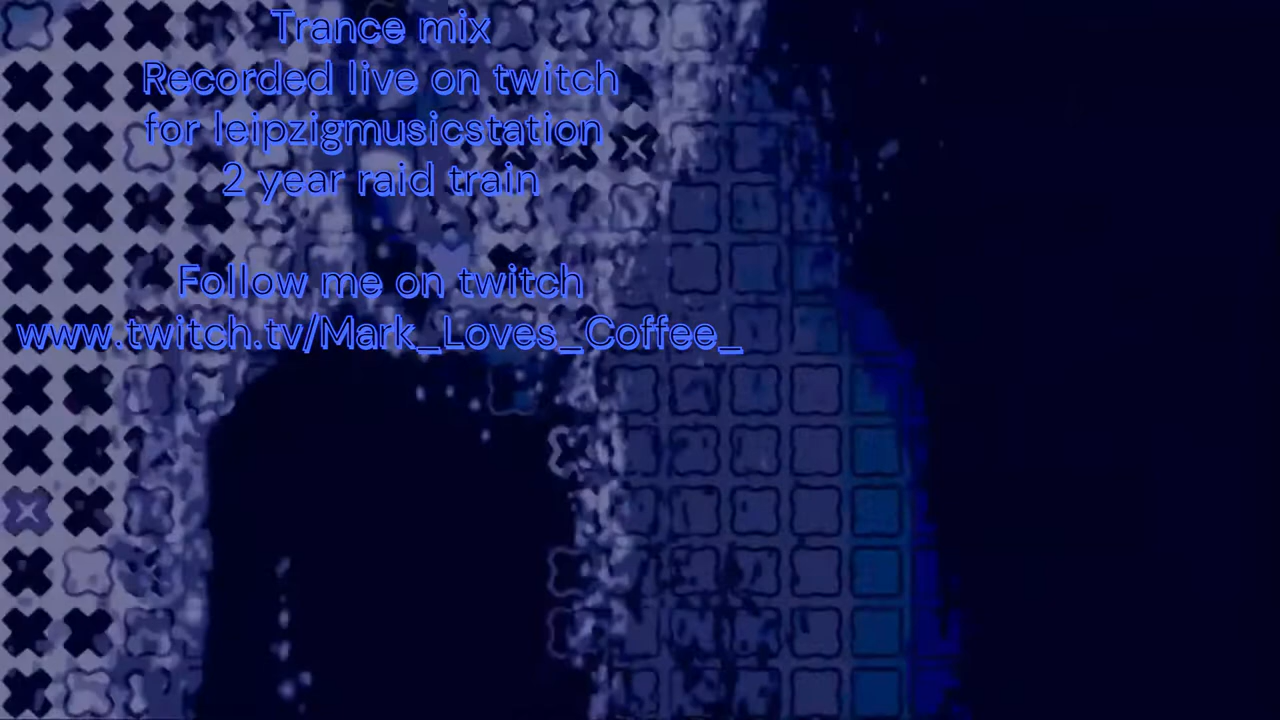 Trance mix
Recorded live on twitch
for leipzigmusicstation
2 year raid train
Follow me on twitch
www.twitch.tv/Mark_Loves_Coffee_